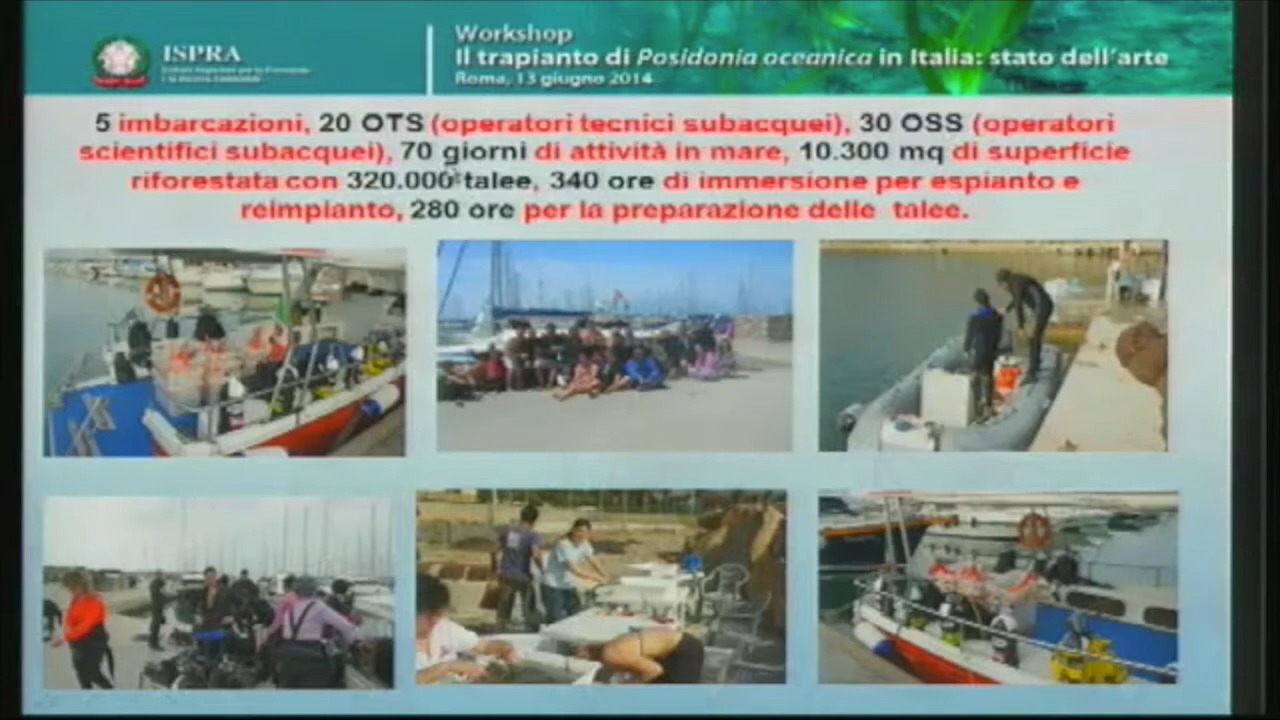 ISPRA
Workshop
Il trapianto di Posidonia oceanica in Italia: stato dell'arte
Roma, 13 giugno 2014
5 imbarcazioni, 20 OTS (operatori tecnici subacquei), 30 OSS (operatori
scientifici subacquei), 70 giorni di attività in mare, 10.300 mq di superficie
riforestata con 320.000 talee, 340 ore di immersione per espianto e
reimpianto, 280 ore per la preparazione delle talee.